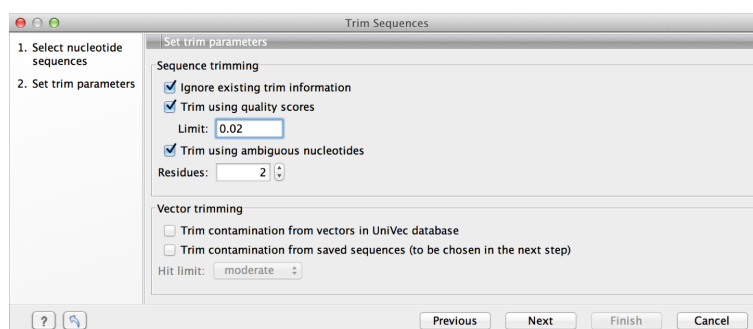 Trim Sequences
1. Select nucleotide
sequences
2. Set trim parameters
Set trim parameters
Sequence trimming
Ignore existing trim information
Trim using quality scores
Limit: 0.02
Trim using ambiguous nucleotides
Residues: 2
Vector trimming
Trim contamination from vectors in UniVec database
Trim contamination from saved sequences (to be chosen in the next step)
Hit limit: moderate
? Previous Next Finish Cancel